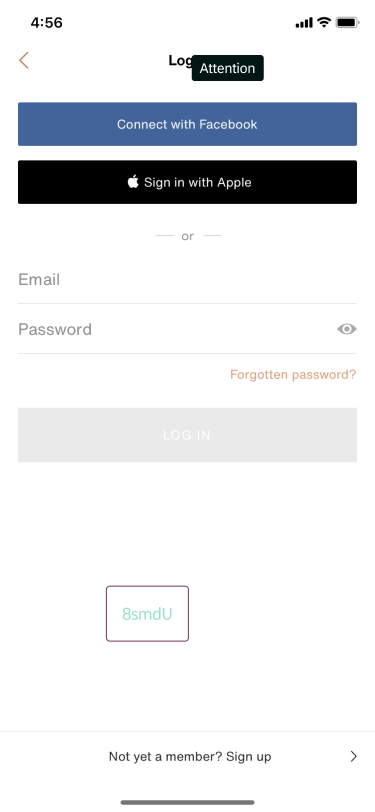 4:56
Log
Attention
Connect with Facebook
Sign in with Apple
or
Email
Password
Forgotten password?
LOG IN
8smdU
Not yet a member? Sign up